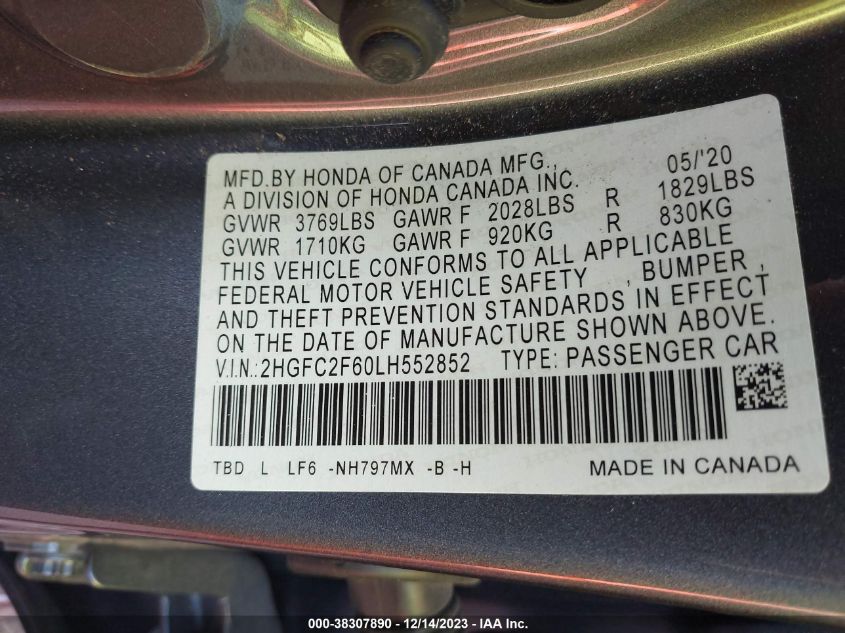 MFD.BY HONDA OF CANADA MFG., 05/'20
A DIVISION OF HONDA CANADA INC.
GVWR 3769LBS GAWR F 2028LBS R 1829LBS
GVWR 1710KG GAWR F 920KG R 830KG
THIS VEHICLE CONFORMS TO ALL APPLICABLE
FEDERAL MOTOR VEHICLE SAFETY , BUMPER ,
AND THEFT PREVENTION STANDARDS IN EFFECT
ON THE DATE OF MANUFACTURE SHOWN ABOVE.
V.I.N.:2HGFC2F60LH552852 TYPE: PASSENGER CAR
TBD L LF6 -NH797MX -B -H MADE IN CANADA
000-38307890 - 12/14/2023 - IAA Inc.